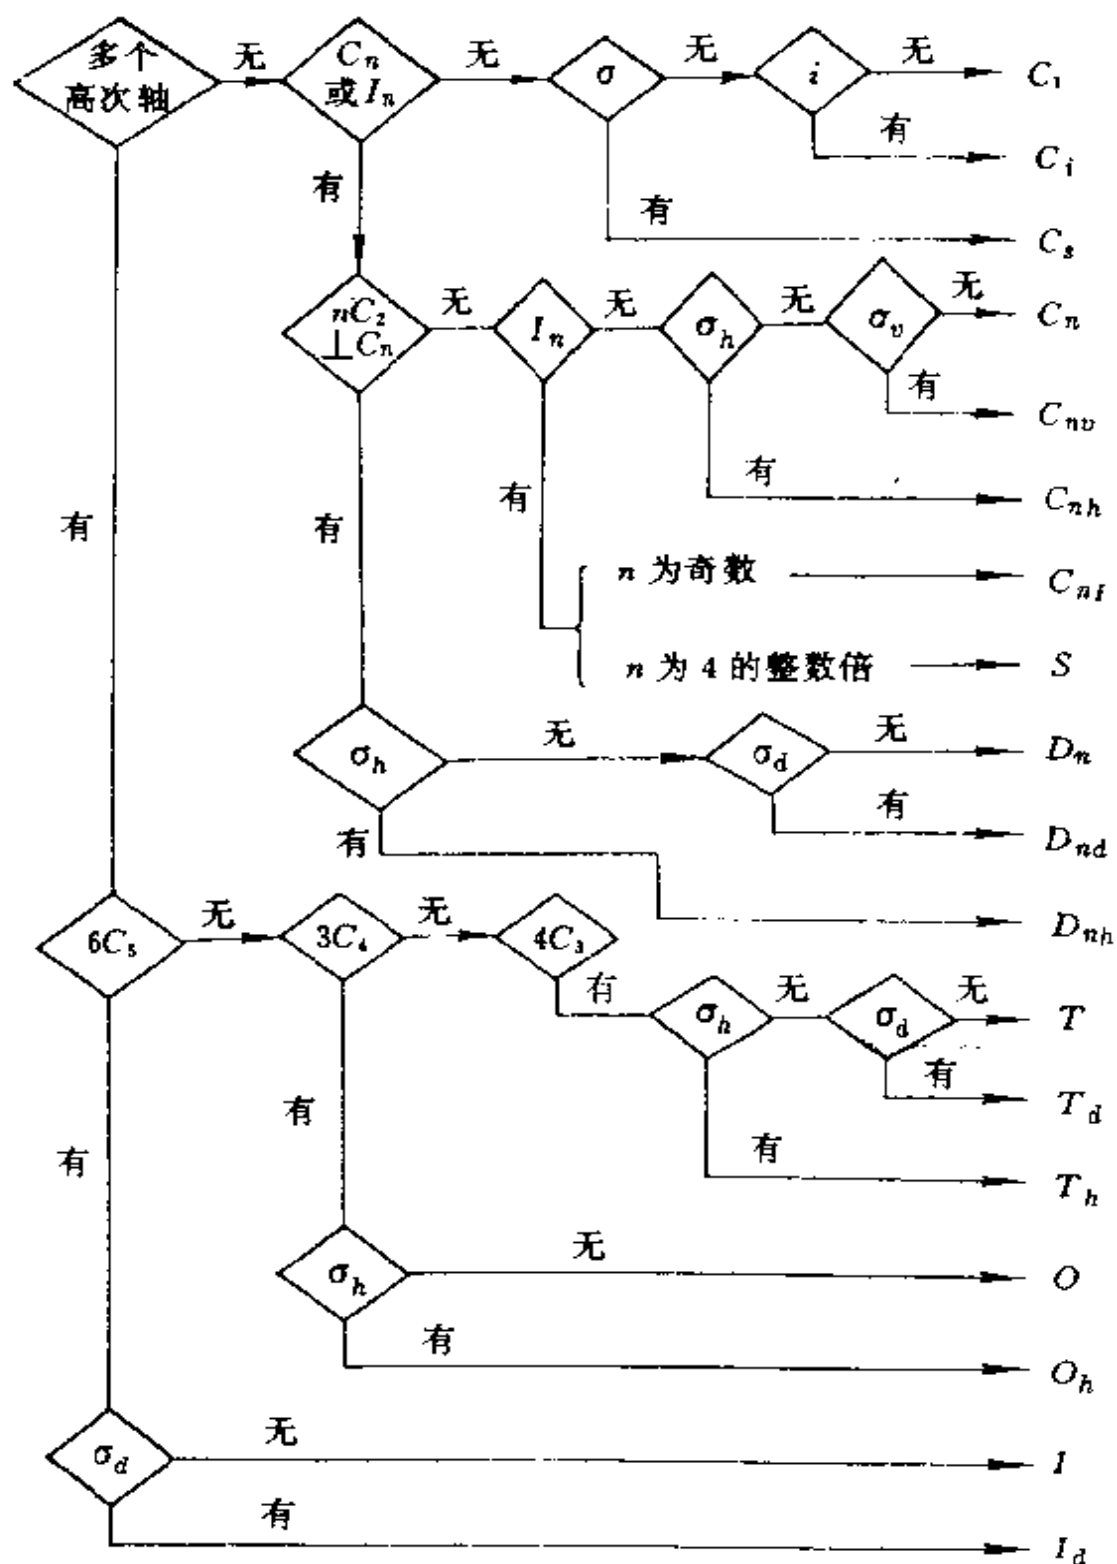 多个 无 Cₙ 无 σ 无 i 无 C₁
高次轴 或 Iₙ
有 Cᵢ
有 有 Cₛ
nC₂ 无 Iₙ 无 σₕ 无 σᵥ 无 Cₙ
⊥Cₙ
有 Cₙᵥ
有 Cₙₕ
有 有 有
n 为奇数 CₙI
n 为 4 的整数倍 S
σₕ 无 σd 无 Dₙ
有 Dₙd
有
Dₙₕ
6C₅ 无 3C₄ 无 4C₃
有 σₕ 无 σd 无 T
有 Td
有 有 有 Tₕ
σₕ 无 O
有 Oₕ
σd 无 I
有 Id